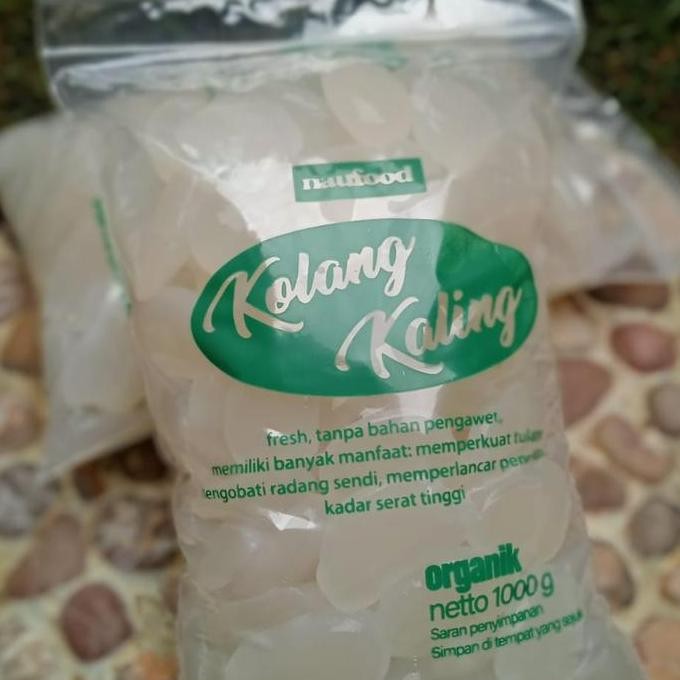 naufood
Kolang
Kaling
fresh, tanpa bahan pengawet,
memiliki banyak manfaat: memperkuat
mengobati radang sendi, memperlancar
kadar serat tinggi
organik
netto 1000 g
Saran penyimpanan
Simpan di tempat yang